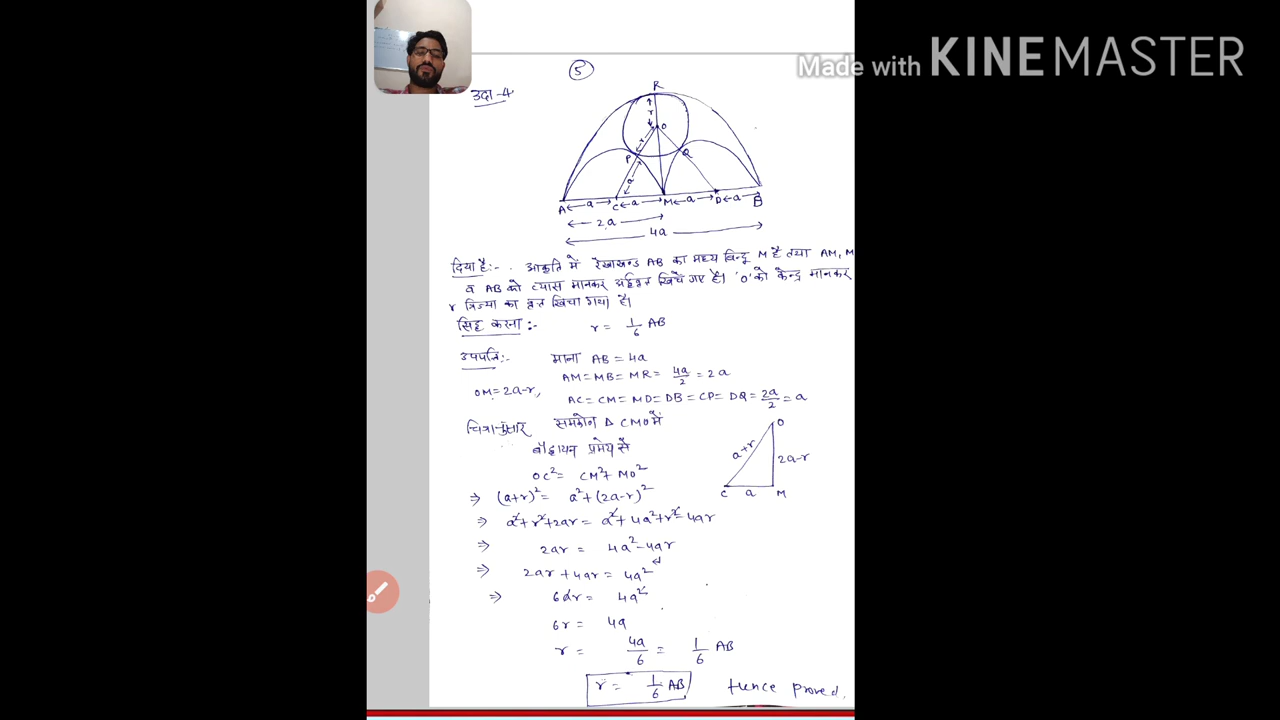 Made with KINEMASTER
5
उदा-4
R
r
O
r
P
Q
a
A a C a M a D a B
2a
4a
दिया है:- . आकृति में रेखाखण्ड AB का मध्य बिन्दू M है तथा AM, M
व AB को व्यास मानकर अर्द्धवृत्त खिचें गए है। 'O' को केन्द्र मानकर
r त्रिज्या का वृत्त खिचा गया है।
सिद्ध करना:- r = 1/6 AB
उपपति:- माना AB = 4a
AM = MB = MR = 4a/2 = 2a
OM = 2a-r,
AC = CM = MD = DB = CP = DQ = 2a/2 = a
चित्रानुसार समकोण Δ CMO में
बौद्धायन प्रमेय से
O
a+r
2a-r
C a M
OC² = CM² + MO²
⇒ (a+r)² = a² + (2a-r)²
⇒ a² + r² + 2ar = a² + 4a² + r² - 4ar
⇒ 2ar = 4a² - 4ar
⇒ 2ar + 4ar = 4a²
⇒ 6ar = 4a²
6r = 4a
r = 4a/6 = 1/6 AB
r = 1/6 AB Hence proved.